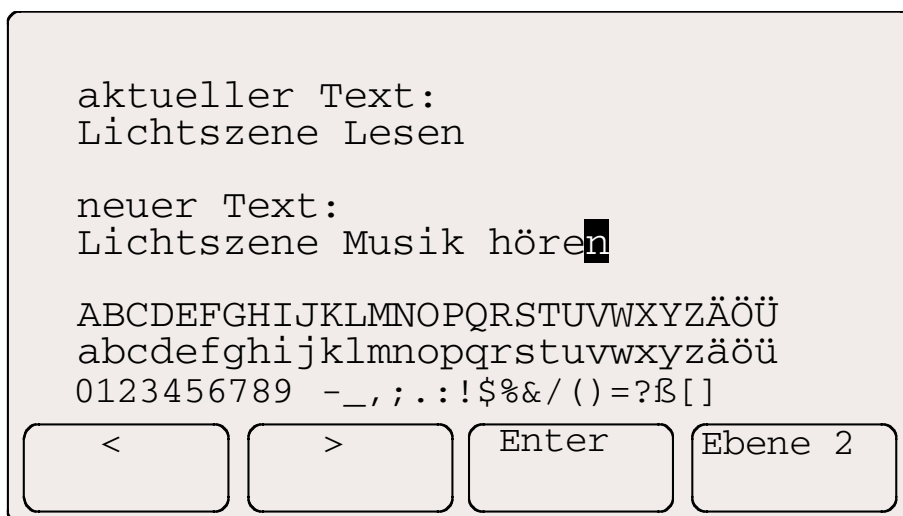 aktueller Text:
Lichtszene Lesen
neuer Text:
Lichtszene Musik hören
ABCDEFGHIJKLMNOPQRSTUVWXYZÄÖÜ
abcdefghijklmnopqrstuvwxyzäöü
0123456789 -_,;.:!$%&/()=?ß[]
< > Enter Ebene 2